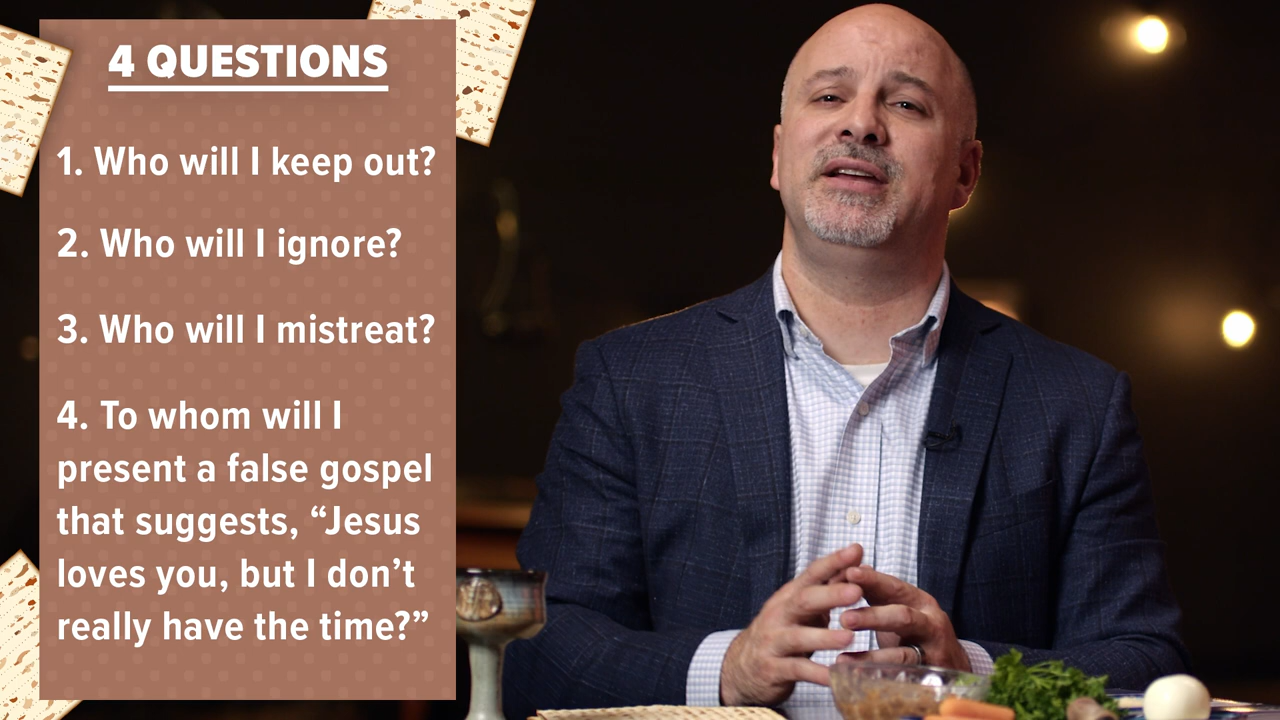 4 QUESTIONS
1. Who will I keep out?
2. Who will I ignore?
3. Who will I mistreat?
4. To whom will I
present a false gospel
that suggests, “Jesus
loves you, but I don’t
really have the time?”